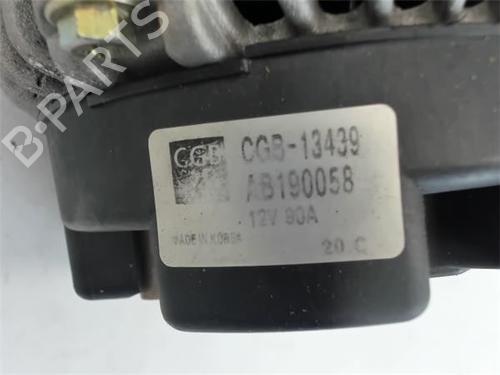 B-PARTS
CGB CGB-13439
AB190058
12V 90A
MADE IN KOREA
20 C